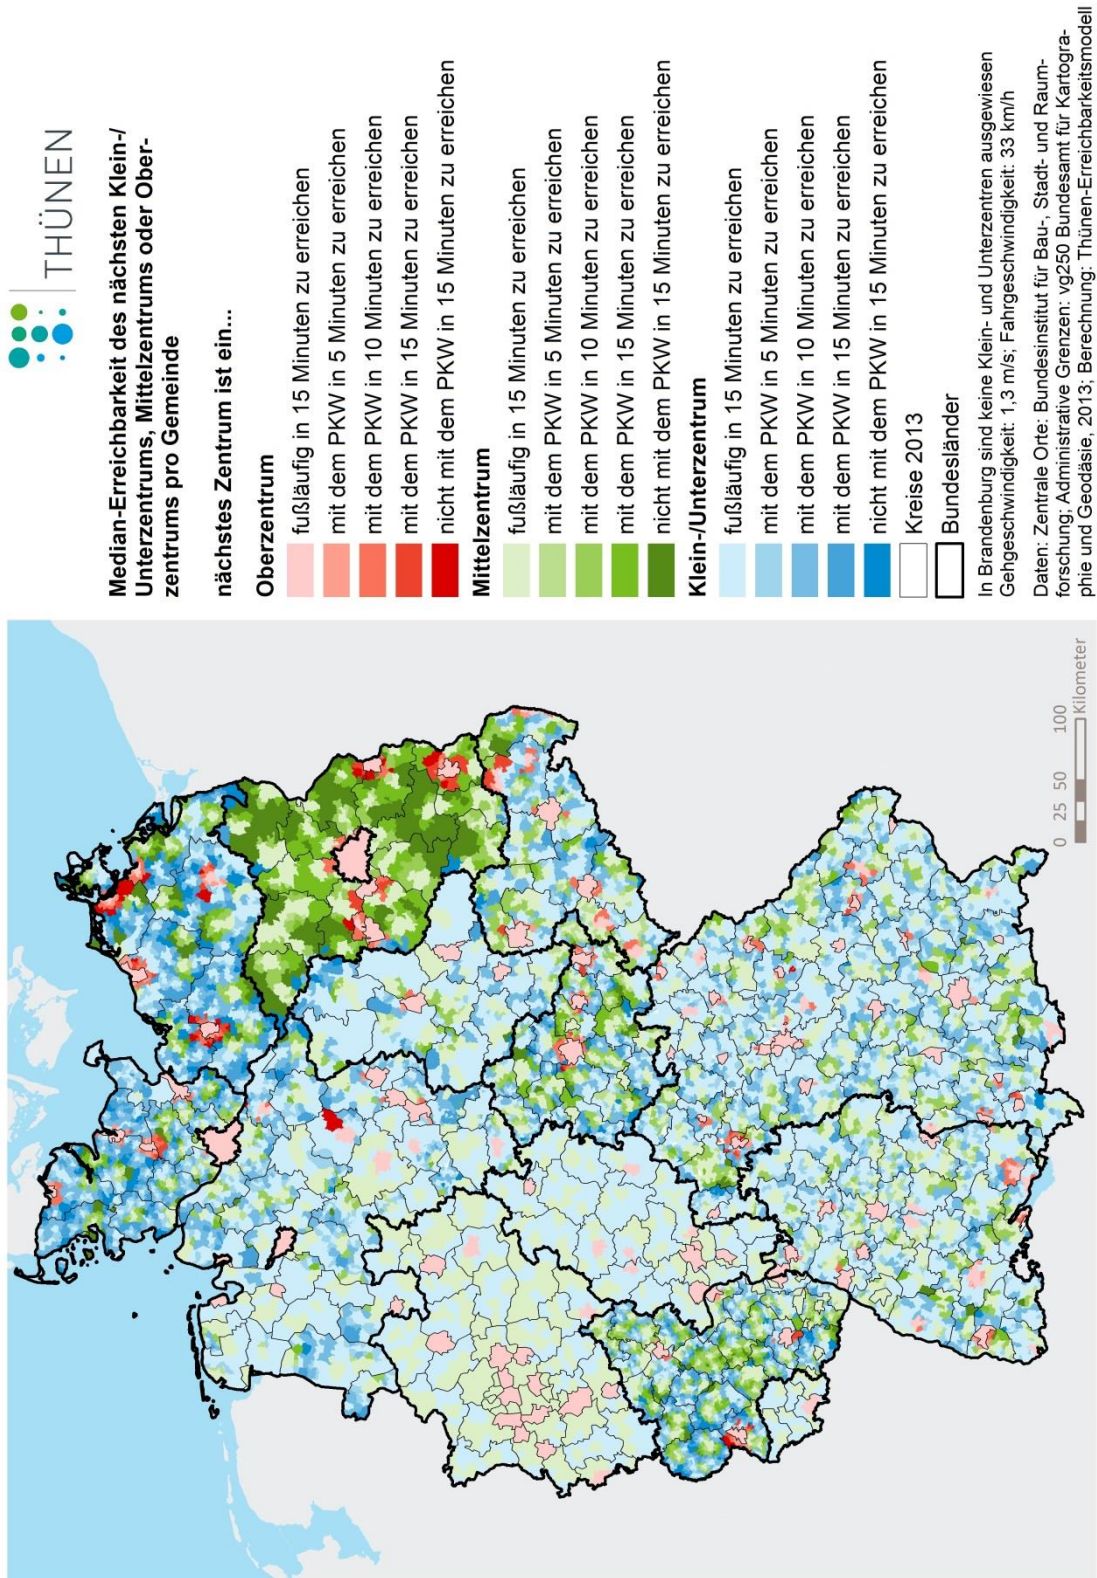 THÜNEN
Median-Erreichbarkeit des nächsten Klein-/
Unterzentrums, Mittelzentrums oder Ober-
zentrums pro Gemeinde
nächstes Zentrum ist ein...
Oberzentrum
fußläufig in 15 Minuten zu erreichen
mit dem PKW in 5 Minuten zu erreichen
mit dem PKW in 10 Minuten zu erreichen
mit dem PKW in 15 Minuten zu erreichen
nicht mit dem PKW in 15 Minuten zu erreichen
Mittelzentrum
fußläufig in 15 Minuten zu erreichen
mit dem PKW in 5 Minuten zu erreichen
mit dem PKW in 10 Minuten zu erreichen
mit dem PKW in 15 Minuten zu erreichen
nicht mit dem PKW in 15 Minuten zu erreichen
Klein-/Unterzentrum
fußläufig in 15 Minuten zu erreichen
mit dem PKW in 5 Minuten zu erreichen
mit dem PKW in 10 Minuten zu erreichen
mit dem PKW in 15 Minuten zu erreichen
nicht mit dem PKW in 15 Minuten zu erreichen
Kreise 2013
Bundesländer
In Brandenburg sind keine Klein- und Unterzentren ausgewiesen
Gehgeschwindigkeit: 1,3 m/s; Fahrgeschwindigkeit: 33 km/h
Daten: Zentrale Orte: Bundesinstitut für Bau-, Stadt- und Raum-
forschung; Administrative Grenzen: vg250 Bundesamt für Kartogra-
phie und Geodäsie, 2013; Berechnung: Thünen-Erreichbarkeitsmodell
0 25 50 100
Kilometer